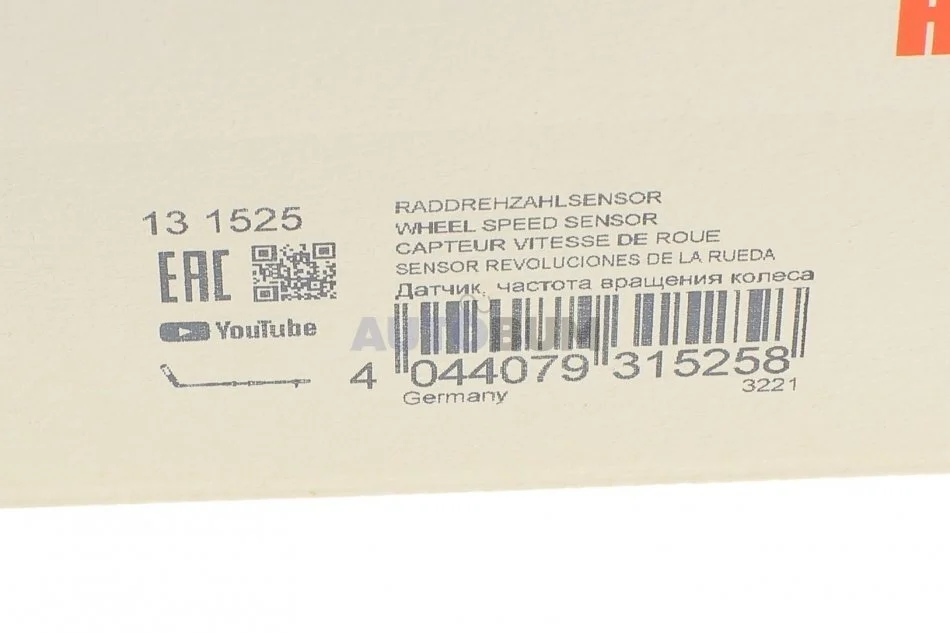 13 1525
RADDREHZAHLSENSOR
WHEEL SPEED SENSOR
CAPTEUR VITESSE DE ROUE
SENSOR REVOLUCIONES DE LA RUEDA
Датчик, частота вращения колеса
EAC
YouTube
AUTOBUM
4 044079 315258
Germany
3221